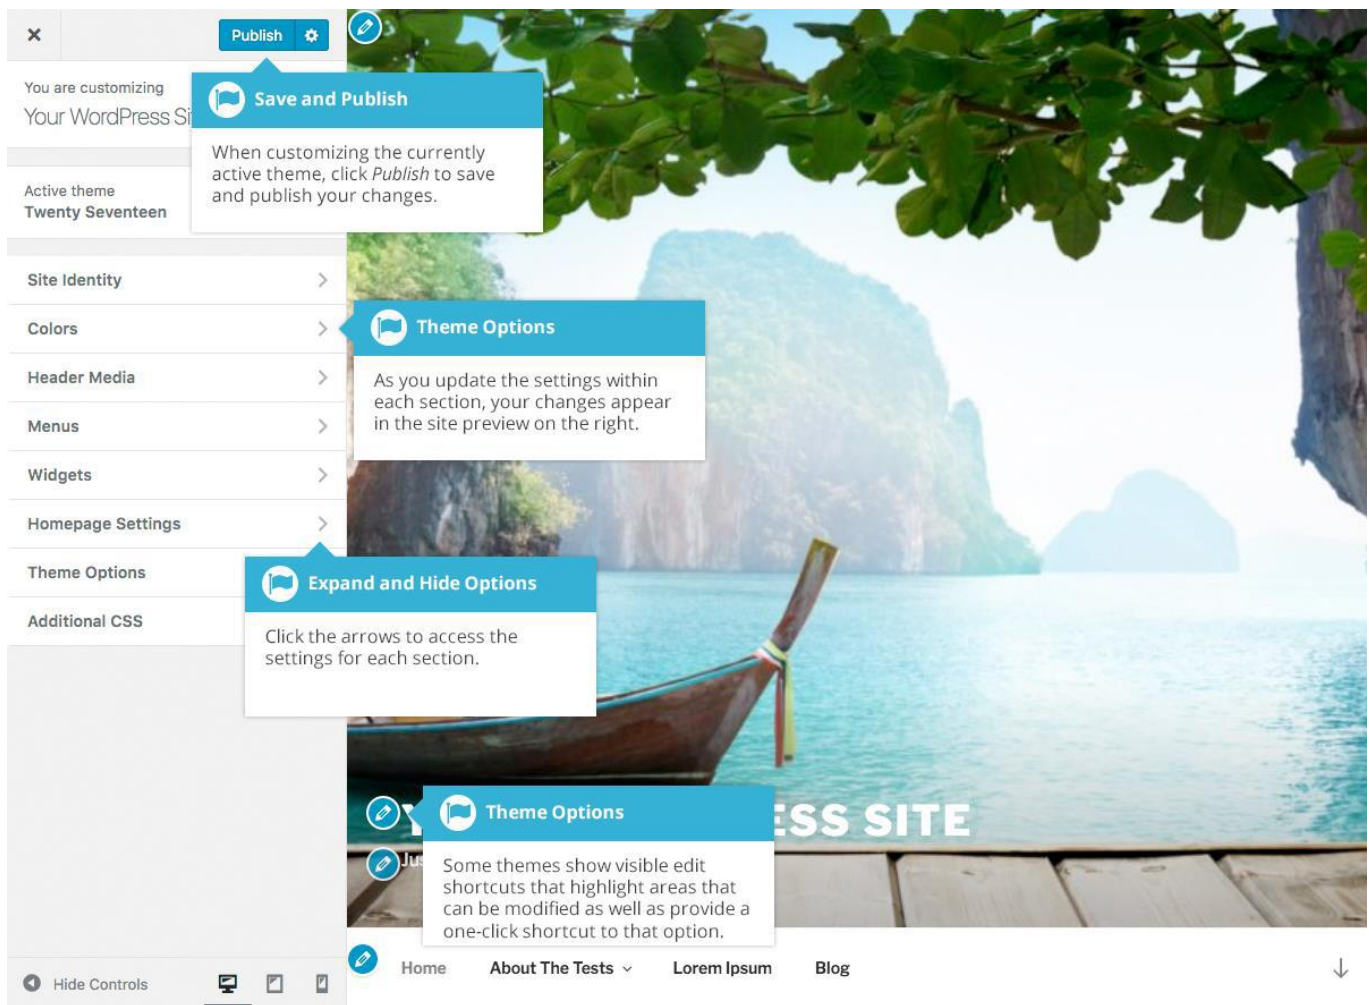 Publish
You are customizing
Your WordPress
Save and Publish
When customizing the currently
active theme, click Publish to save
and publish your changes.
Active theme
Twenty Seventeen
Site Identity
Colors
Header Media
Menus
Widgets
Homepage Settings
Theme Options
Additional CSS
Theme Options
As you update the settings within
each section, your changes appear
in the site preview on the right.
Expand and Hide Options
Click the arrows to access the
settings for each section.
Theme Options
Some themes show visible edit
shortcuts that highlight areas that
can be modified as well as provide a
one-click shortcut to that option.
SITE
Hide Controls
Home
About The Tests
Lorem Ipsum
Blog